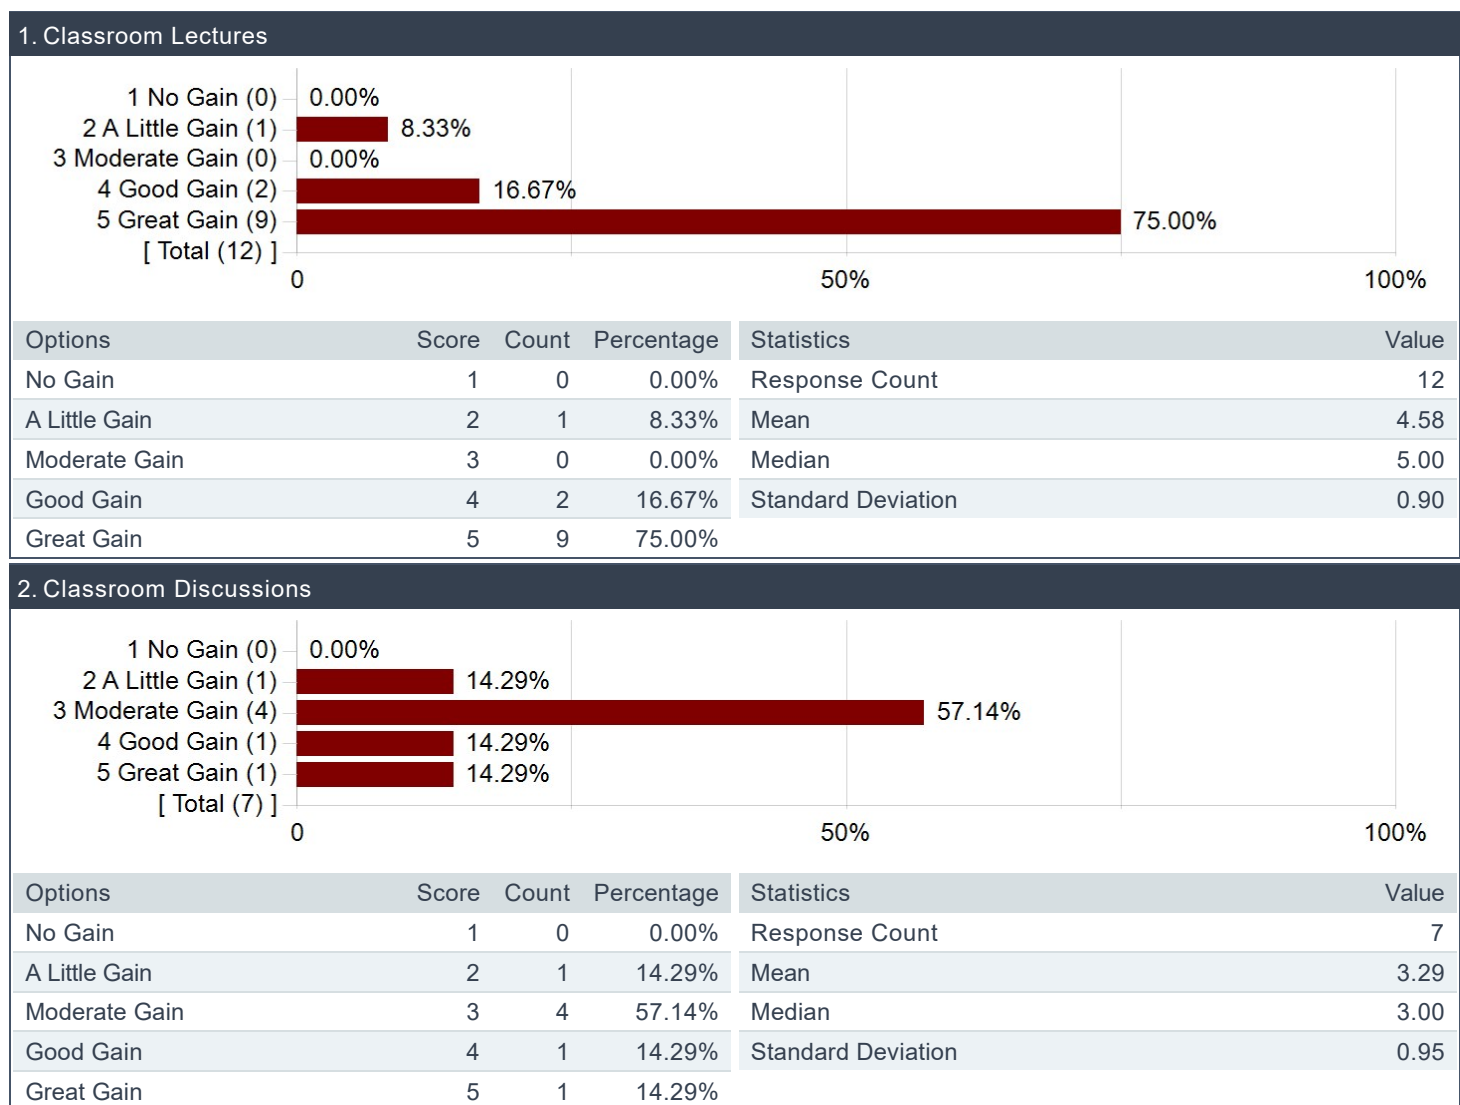 1. Classroom Lectures
1 No Gain (0) 0.00%
2 A Little Gain (1) 8.33%
3 Moderate Gain (0) 0.00%
4 Good Gain (2) 16.67%
5 Great Gain (9) 75.00%
[ Total (12) ]
0 50% 100%
Options Score Count Percentage Statistics Value
No Gain 1 0 0.00% Response Count 12
A Little Gain 2 1 8.33% Mean 4.58
Moderate Gain 3 0 0.00% Median 5.00
Good Gain 4 2 16.67% Standard Deviation 0.90
Great Gain 5 9 75.00%
2. Classroom Discussions
1 No Gain (0) 0.00%
2 A Little Gain (1) 14.29%
3 Moderate Gain (4) 57.14%
4 Good Gain (1) 14.29%
5 Great Gain (1) 14.29%
[ Total (7) ]
0 50% 100%
Options Score Count Percentage Statistics Value
No Gain 1 0 0.00% Response Count 7
A Little Gain 2 1 14.29% Mean 3.29
Moderate Gain 3 4 57.14% Median 3.00
Good Gain 4 1 14.29% Standard Deviation 0.95
Great Gain 5 1 14.29%